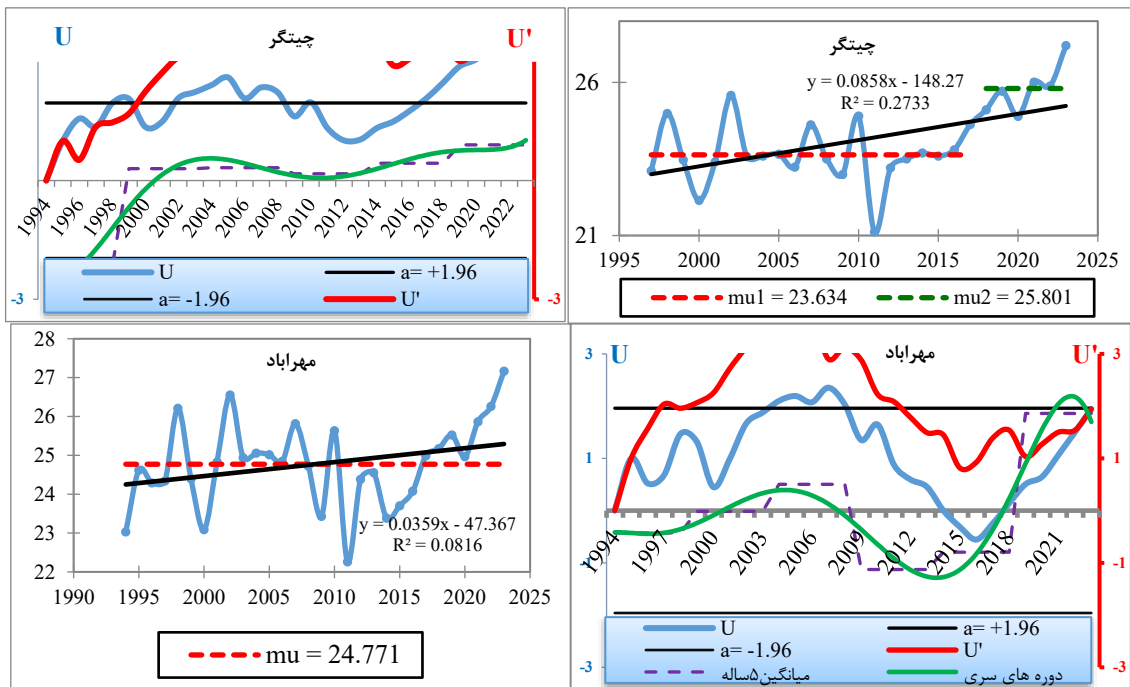 U
چیتگر
U'
1994
1996
1998
2000
2002
2004
2006
2008
2010
2012
2014
2016
2018
2020
2022
-3
-3
U
a= +1.96
a= -1.96
U'
چیتگر
y = 0.0858x - 148.27
R² = 0.2733
26
21
1995
2000
2005
2010
2015
2020
2025
mu1 = 23.634
mu2 = 25.801
مهراباد
28
27
26
25
24
23
22
y = 0.0359x - 47.367
R² = 0.0816
1990
1995
2000
2005
2010
2015
2020
2025
mu = 24.771
3
U
مهراباد
U'
3
1
1
-1
-1
-3
-3
1994
1997
2000
2003
2006
2009
2012
2015
2018
2021
U
a= +1.96
a= -1.96
U'
میانگین۵ساله
دوره های سری